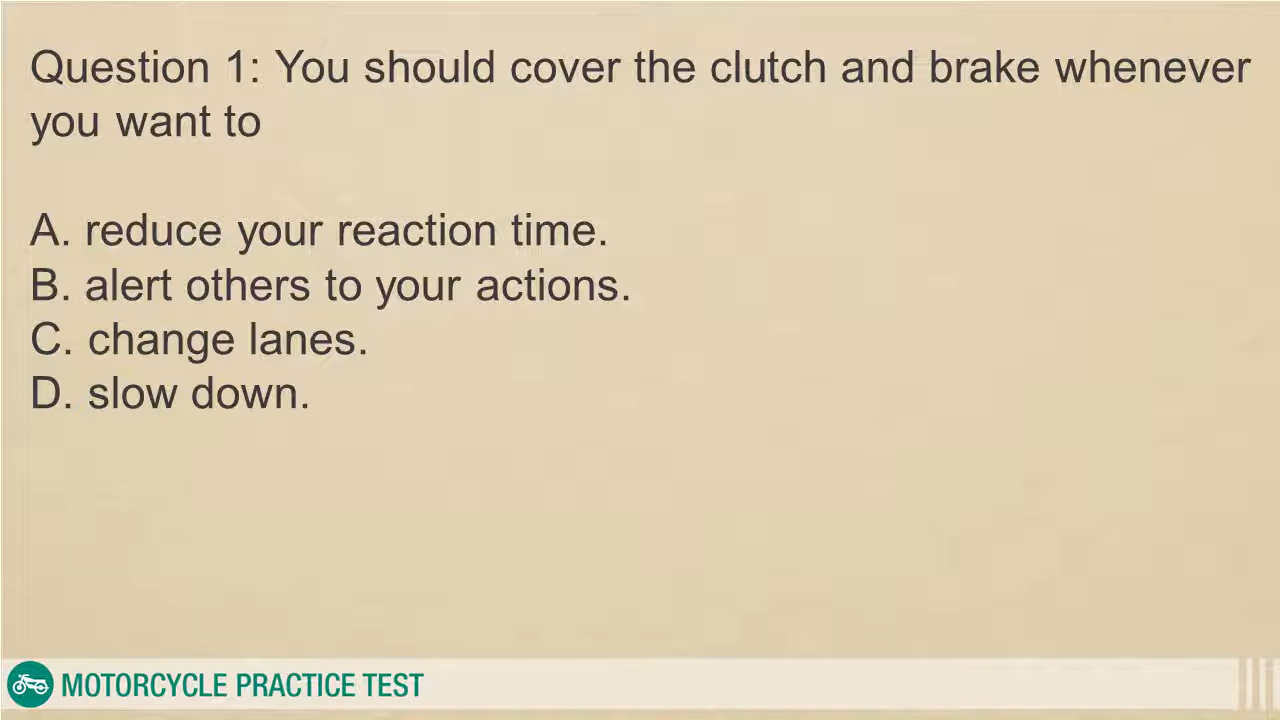 Question 1: You should cover the clutch and brake whenever
you want to
A. reduce your reaction time.
B. alert others to your actions.
C. change lanes.
D. slow down.
MOTORCYCLE PRACTICE TEST